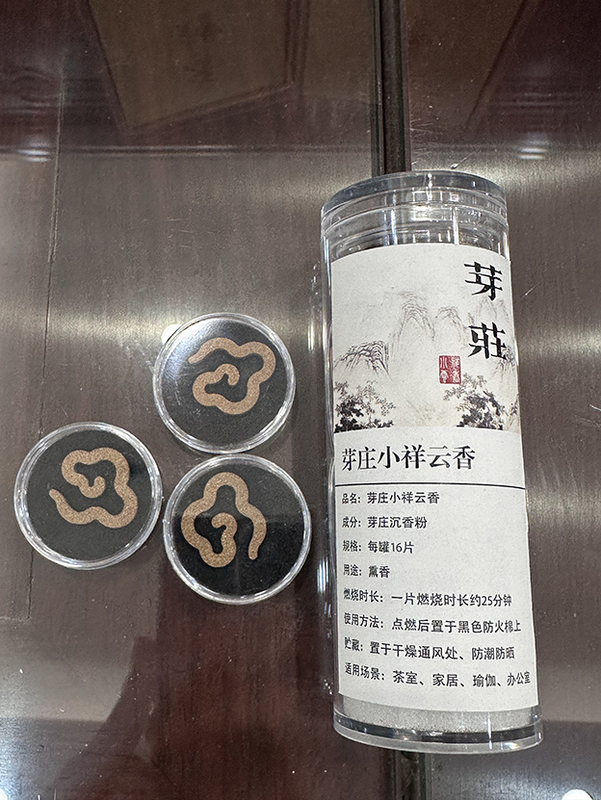 芽莊
芽庄小祥云香
品名：芽庄小祥云香
成分：芽庄沉香粉
规格：每罐16片
用途：熏香
燃烧时长：一片燃烧时长约25分钟
使用方法：点燃后置于黑色防火棉上
贮藏：置于干燥通风处、防潮防晒
适用场景：茶室、家居、瑜伽、办公室